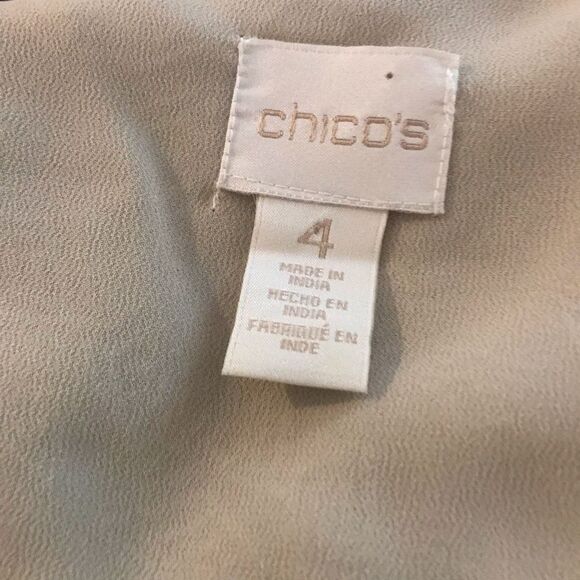 chico's
4
MADE IN
INDIA
HECHO EN
INDIA
FABRIQUÉ EN
INDE